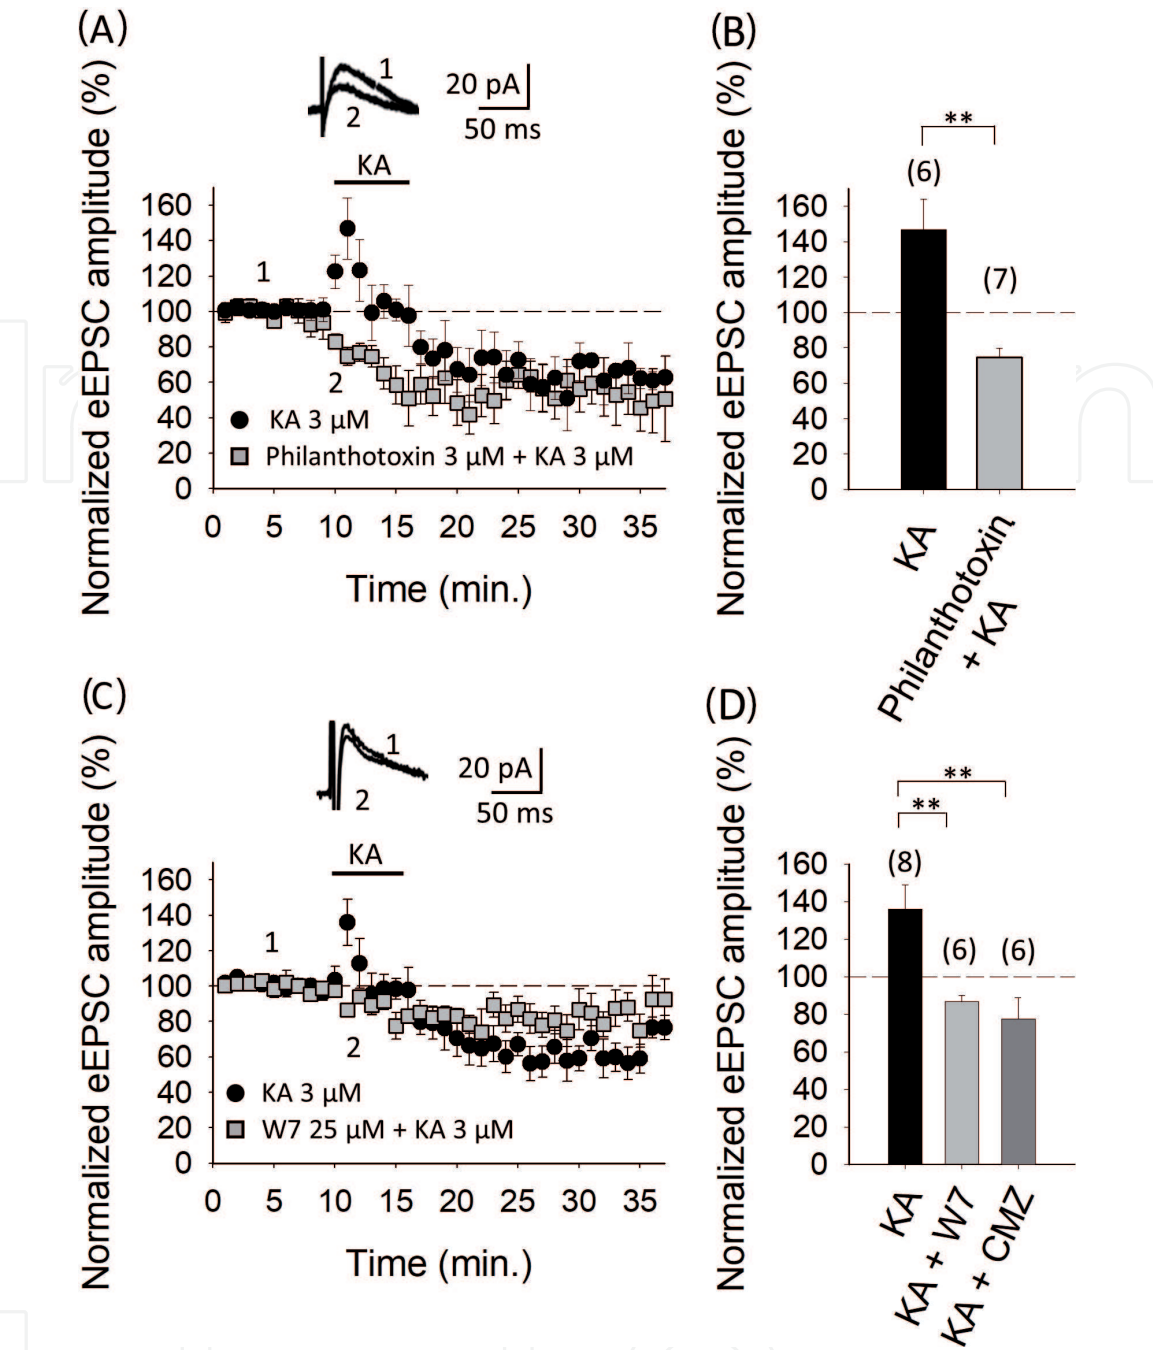 (A)
Normalized eEPSC amplitude (%)
1
2
20 pA
50 ms
KA
160
140
120
100
80
60
40
20
0
1
2
KA 3 μM
Philanthotoxin 3 μM + KA 3 μM
0 5 10 15 20 25 30 35
Time (min.)
(B)
Normalized eEPSC amplitude (%)
**
(6)
(7)
160
140
120
100
80
60
40
20
0
KA
Philanthotoxin
+ KA
(C)
Normalized eEPSC amplitude (%)
1
2
20 pA
50 ms
KA
160
140
120
100
80
60
40
20
0
1
2
KA 3 μM
W7 25 μM + KA 3 μM
0 5 10 15 20 25 30 35
Time (min.)
(D)
Normalized eEPSC amplitude (%)
**
**
(8)
(6) (6)
160
140
120
100
80
60
40
20
0
KA
KA + W7
KA + CMZ